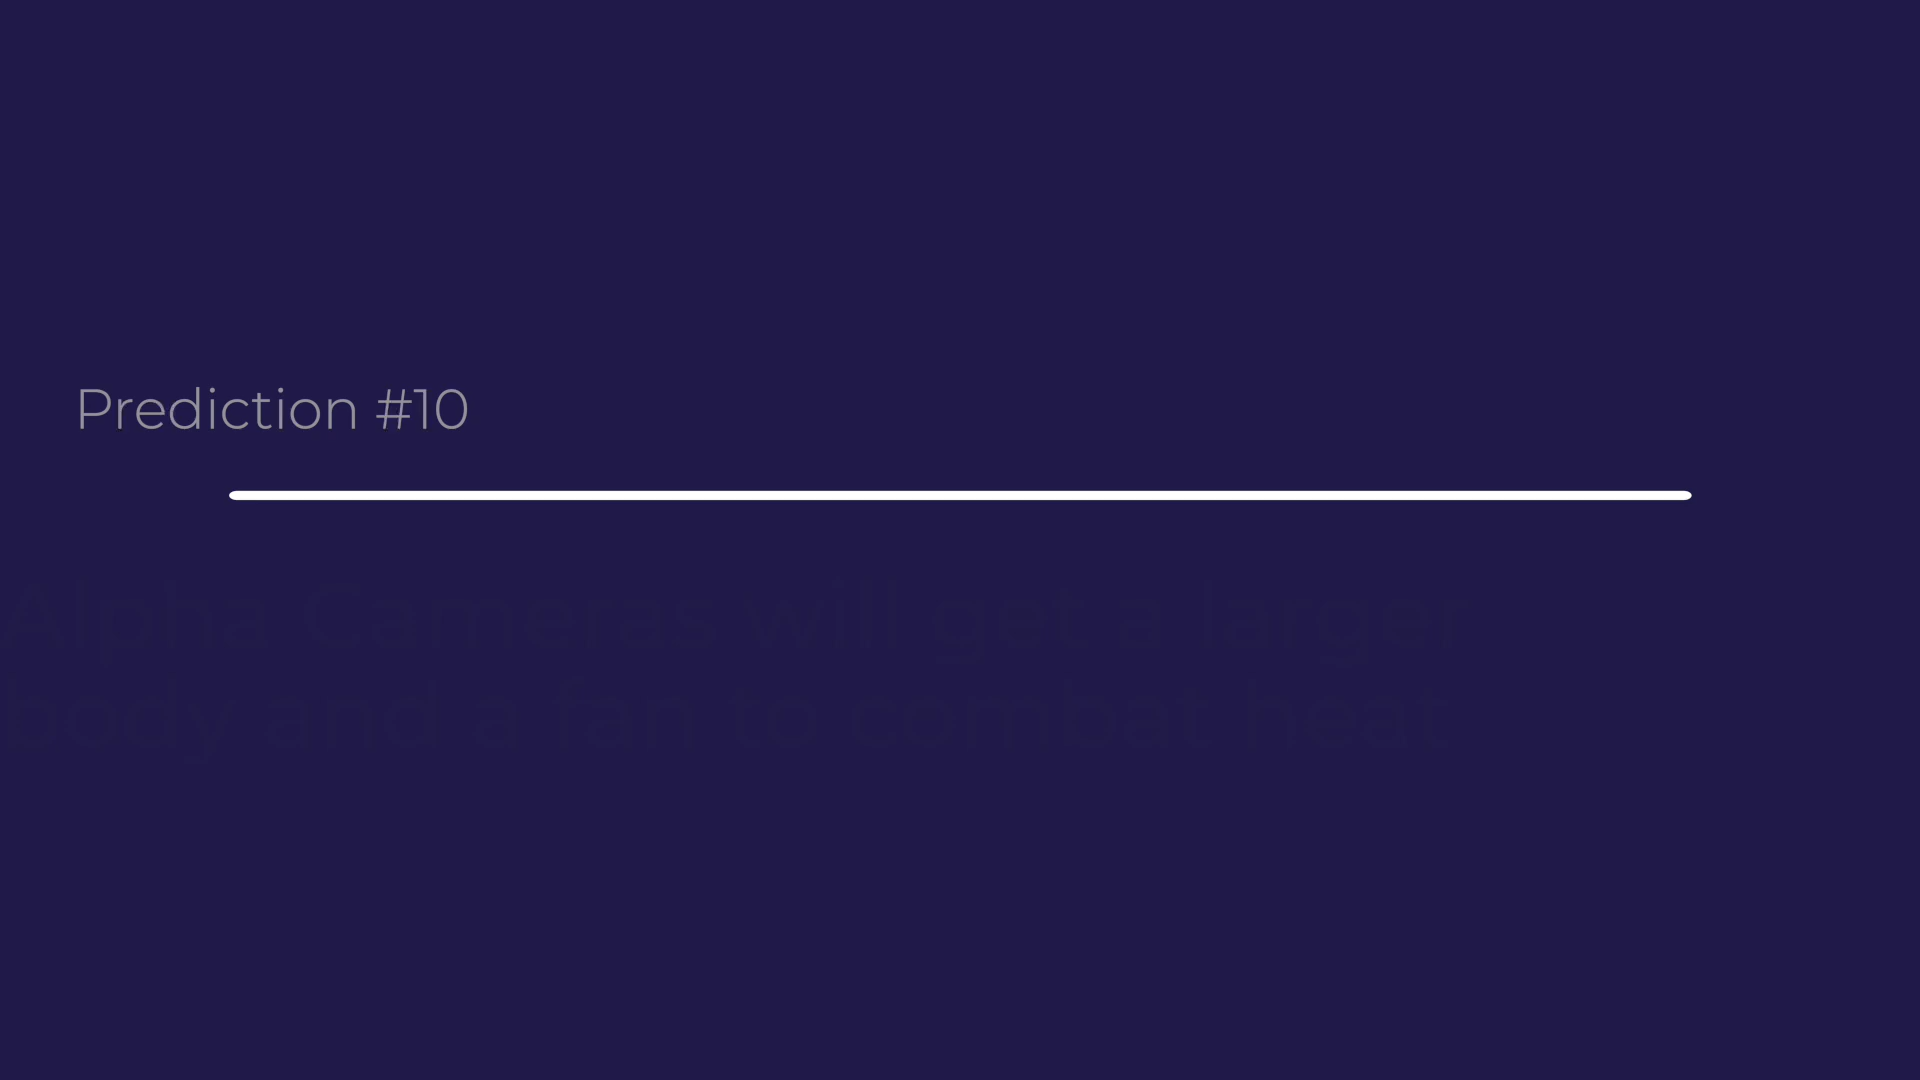 Prediction #10
Alpha Cameras will get a larger
body and a fan to combat heat